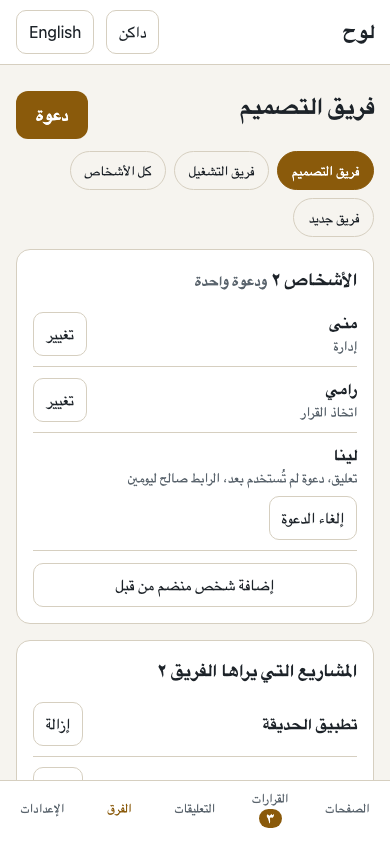 لوح
داكن
English
فريق التصميم
دعوة
فريق التصميم
فريق التشغيل
كل الأشخاص
فريق جديد
الأشخاص ٢ ودعوة واحدة
منى
إدارة
تغيير
رامي
اتخاذ القرار
تغيير
لينا
تعليق، دعوة لم تُستخدم بعد، الرابط صالح ليومين
إلغاء الدعوة
إضافة شخص منضم من قبل
المشاريع التي يراها الفريق ٢
تطبيق الحديقة
إزالة
الصفحات
القرارات
٣
التعليقات
الفرق
الإعدادات